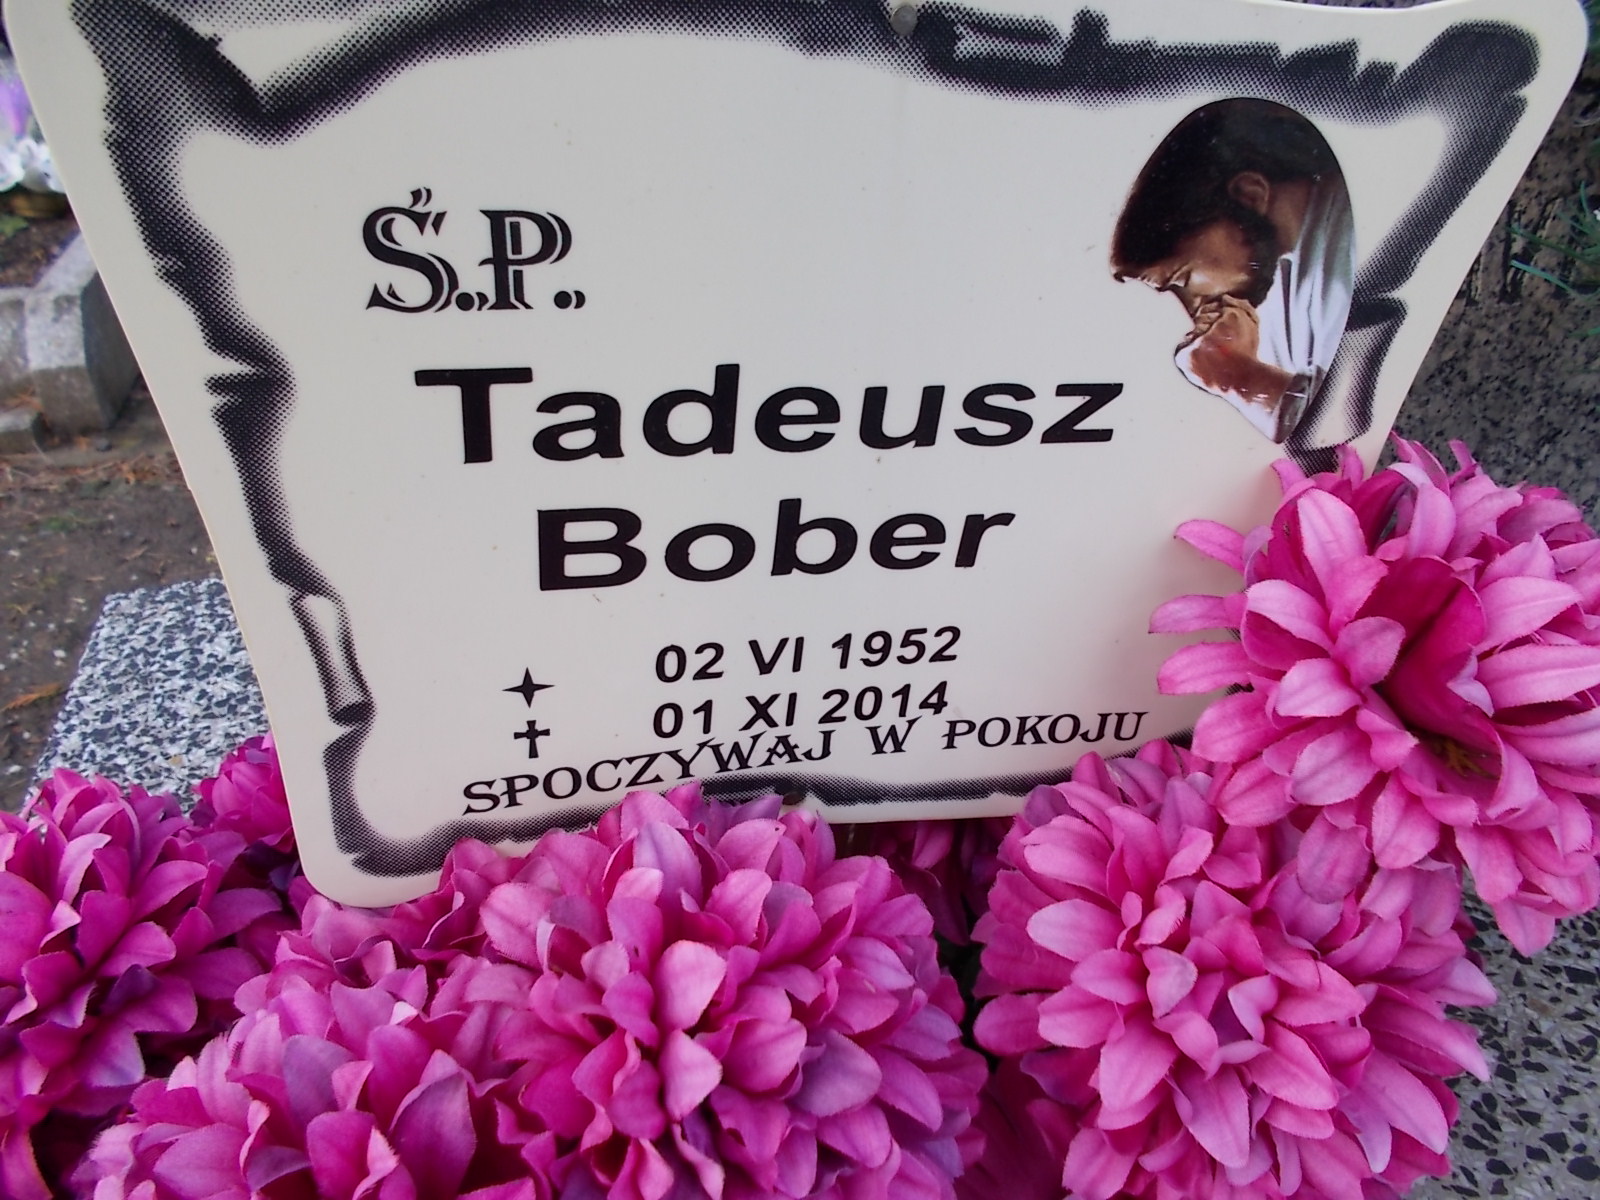 Ś.P.
Tadeusz
Bober
02 VI 1952
01 XI 2014
SPOCZYWAJ W POKOJU